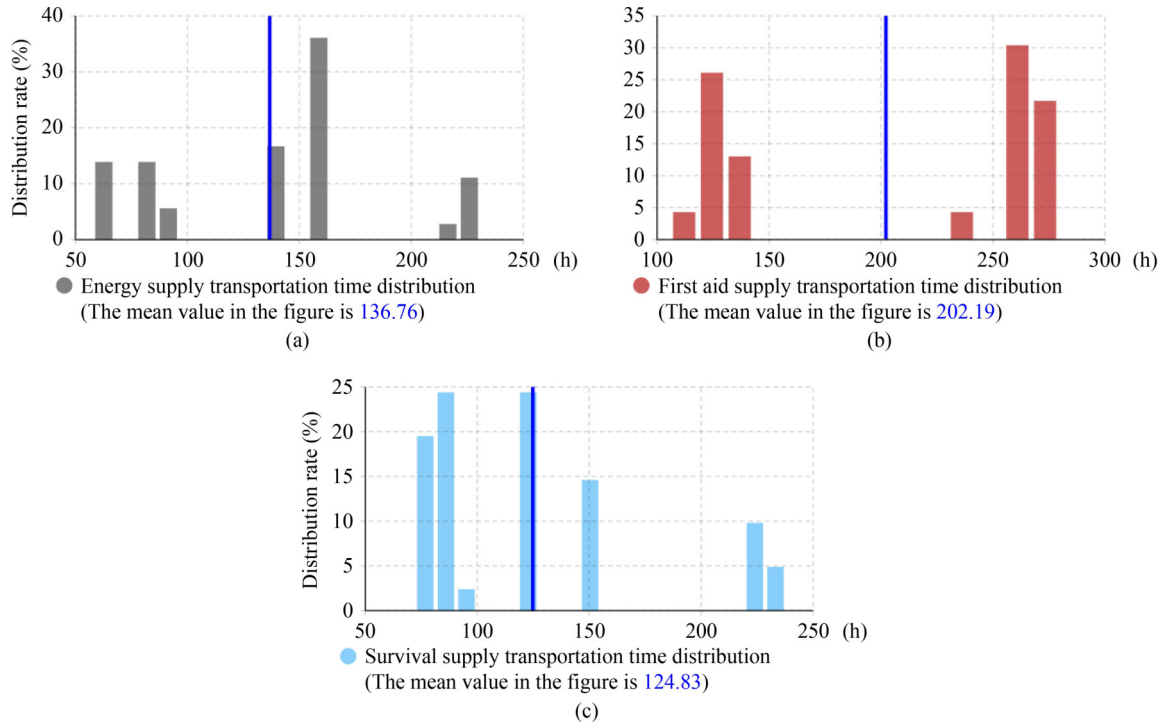 40
30
20
10
0
Distribution rate (%)
50 100 150 200 250 (h)
Energy supply transportation time distribution
(The mean value in the figure is 136.76)
(a)
35
30
25
20
15
10
5
0
100 150 200 250 300 (h)
First aid supply transportation time distribution
(The mean value in the figure is 202.19)
(b)
25
20
15
10
5
0
Distribution rate (%)
50 100 150 200 250 (h)
Survival supply transportation time distribution
(The mean value in the figure is 124.83)
(c)